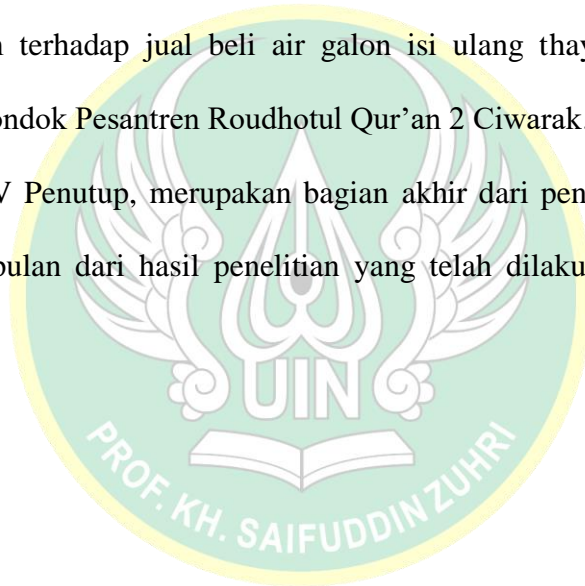 n terhadap jual beli air galon isi ulang thay
ondok Pesantren Roudhotul Qur’an 2 Ciwarak.
V Penutup, merupakan bagian akhir dari pen
pulan dari hasil penelitian yang telah dilaku
UIN
PROF. KH. SAIFUDDIN ZUHRI